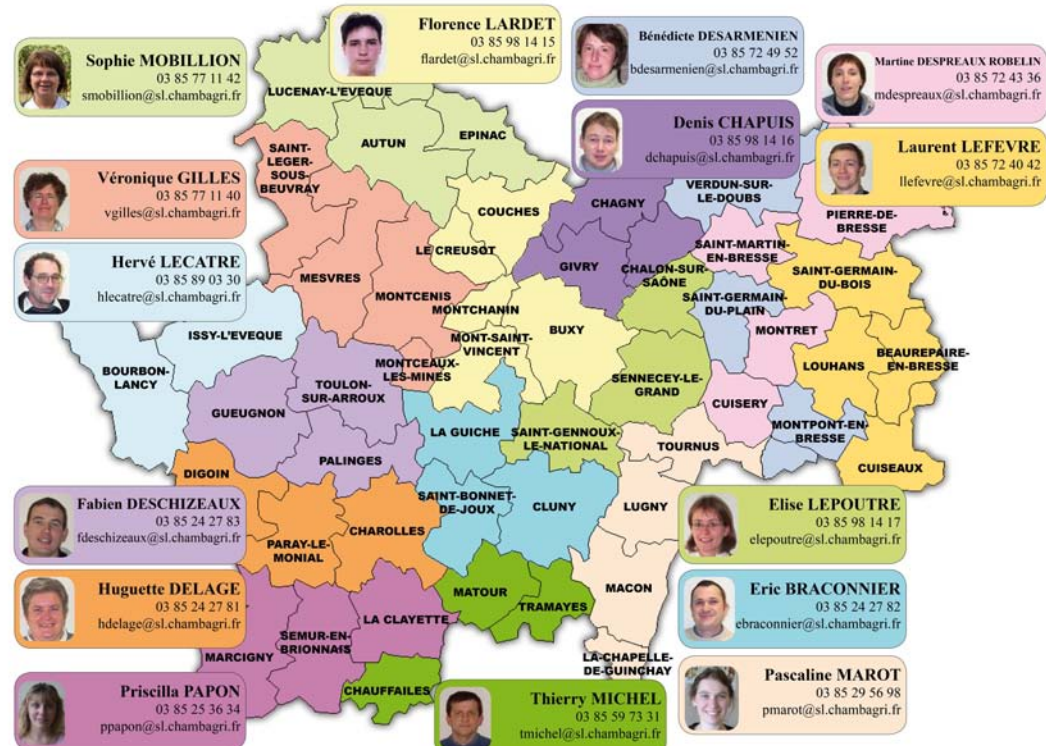 Sophie MOBILLION
03 85 77 11 42
smobillion@sl.chambagri.fr
Florence LARDET
03 85 98 14 15
flardet@sl.chambagri.fr
Bénédicte DESARMENIEN
03 85 72 49 52
bdesarmenien@sl.chambagri.fr
Martine DESPREAUX ROBELIN
03 85 72 43 36
mdespreaux@sl.chambagri.fr
Denis CHAPUIS
03 85 98 14 16
dchapuis@sl.chambagri.fr
Laurent LEFEVRE
03 85 72 40 42
llefevre@sl.chambagri.fr
Véronique GILLES
03 85 77 11 40
vgilles@sl.chambagri.fr
Hervé LECATRE
03 85 89 03 30
hlecatre@sl.chambagri.fr
LUCENAY-L'EVEQUE
AUTUN
EPINAC
SAINT-
LEGER-
SOUS-
BEUVRAY
COUCHES
CHAGNY
VERDUN-SUR-
LE-DOUBS
PIERRE-DE-
BRESSE
LE CREUSOT
GIVRY
CHALON-SUR-
SAÔNE
SAINT-MARTIN-
EN-BRESSE
SAINT-GERMAIN-
DU-BOIS
MESVRES
MONTCENIS
MONTCHANIN
BUXY
SAINT-GERMAIN-
DU-PLAIN
MONTRET
ISSY-L'EVEQUE
MONT-SAINT-
VINCENT
BOURBON-
LANCY
MONTCEAUX-
LES-MINES
TOULON-
SUR-ARROUX
SENNECEY-LE-
GRAND
LOUHANS
BEAUREPAIRE-
EN-BRESSE
GUEUGNON
CUISERY
LA GUICHE
SAINT-GENNOUX-
LE-NATIONAL
TOURNUS
MONTPONT-EN-
BRESSE
PALINGES
CUISEAUX
DIGOIN
SAINT-BONNET-
DE-JOUX
CLUNY
LUGNY
CHAROLLES
PARAY-LE-
MONIAL
MATOUR
TRAMAYES
MACON
LA CLAYETTE
SEMUR-EN-
BRIONNAIS
MARCIGNY
LA-CHAPELLE-
DE-GUINCHAY
CHAUFFAILES
Fabien DESCHIZEAUX
03 85 24 27 83
fdeschizeaux@sl.chambagri.fr
Huguette DELAGE
03 85 24 27 81
hdelage@sl.chambagri.fr
Priscilla PAPON
03 85 25 36 34
ppapon@sl.chambagri.fr
Thierry MICHEL
03 85 59 73 31
tmichel@sl.chambagri.fr
Elise LEPOUTRE
03 85 98 14 17
elepoutre@sl.chambagri.fr
Eric BRACONNIER
03 85 24 27 82
ebraconnier@sl.chambagri.fr
Pascaline MAROT
03 85 29 56 98
pmarot@sl.chambagri.fr